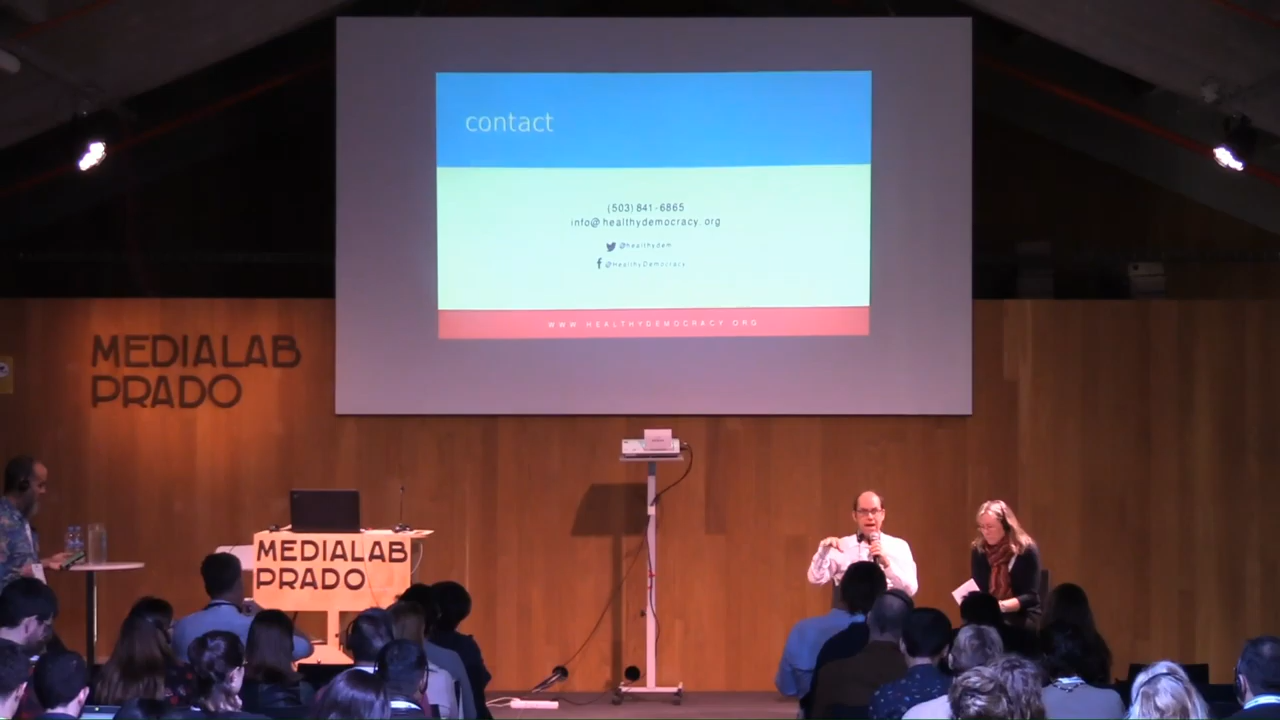 contact
(503) 841-6865
info@healthydemocracy.org
@healthydem
@HealthyDemocracy
WWW.HEALTHYDEMOCRACY.ORG
MEDIALAB
PRADO
MEDIALAB
PRADO